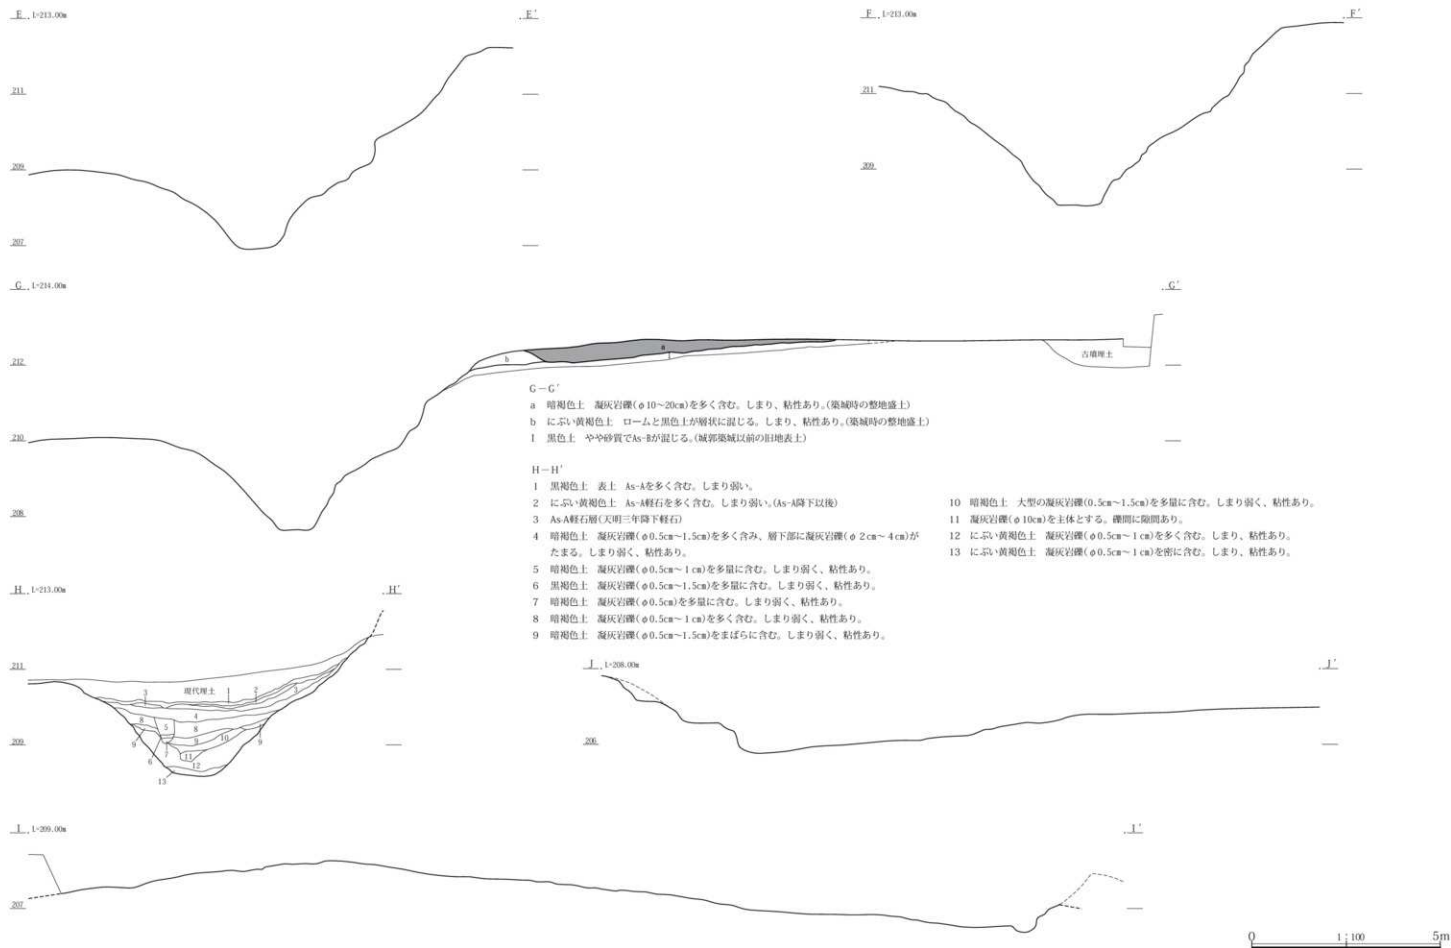 E L=213.00m E′
211
209
207
F L=213.00m F′
211
209
G L=214.00m G′
212
210
208
a
b
I
古墳埋土
G－G′
a 暗褐色土 凝灰岩礫(φ10～20cm)を多く含む。しまり、粘性あり。(築城時の整地盛土)
b にぶい黄褐色土 ロームと黒色土が層状に混じる。しまり、粘性あり。(築城時の整地盛土)
I 黒色土 やや砂質でAs-Bが混じる。(城郭築城以前の旧地表土)
H－H′
1 黒褐色土 表土 As-Aを多く含む。しまり弱い。
2 にぶい黄褐色土 As-A軽石を多く含む。しまり弱い。(As-A降下以後)
3 As-A軽石層(天明三年降下軽石)
4 暗褐色土 凝灰岩礫(φ0.5cm～1.5cm)を多く含み、層下部に凝灰岩礫(φ2cm～4cm)が
たまる。しまり弱く、粘性あり。
5 暗褐色土 凝灰岩礫(φ0.5cm～1cm)を多量に含む。しまり弱く、粘性あり。
6 黒褐色土 凝灰岩礫(φ0.5cm～1.5cm)を多量に含む。しまり弱く、粘性あり。
7 暗褐色土 凝灰岩礫(φ0.5cm)を多量に含む。しまり弱く、粘性あり。
8 暗褐色土 凝灰岩礫(φ0.5cm～1cm)を多く含む。しまり弱く、粘性あり。
9 暗褐色土 凝灰岩礫(φ0.5cm～1.5cm)をまばらに含む。しまり弱く、粘性あり。
10 暗褐色土 大型の凝灰岩礫(0.5cm～1.5cm)を多量に含む。しまり弱く、粘性あり。
11 凝灰岩礫(φ10cm)を主体とする。礫間に隙間あり。
12 にぶい黄褐色土 凝灰岩礫(φ0.5cm～1cm)を多く含む。しまり、粘性あり。
13 にぶい黄褐色土 凝灰岩礫(φ0.5cm～1cm)を密に含む。しまり、粘性あり。
H L=213.00m H′
211
209
現代埋土
3 1 2 3
4
8 5 8
9 9 10 9
6 7 11
12
13
J L=208.00m J′
206
I L=209.00m I′
207
0 1:100 5m